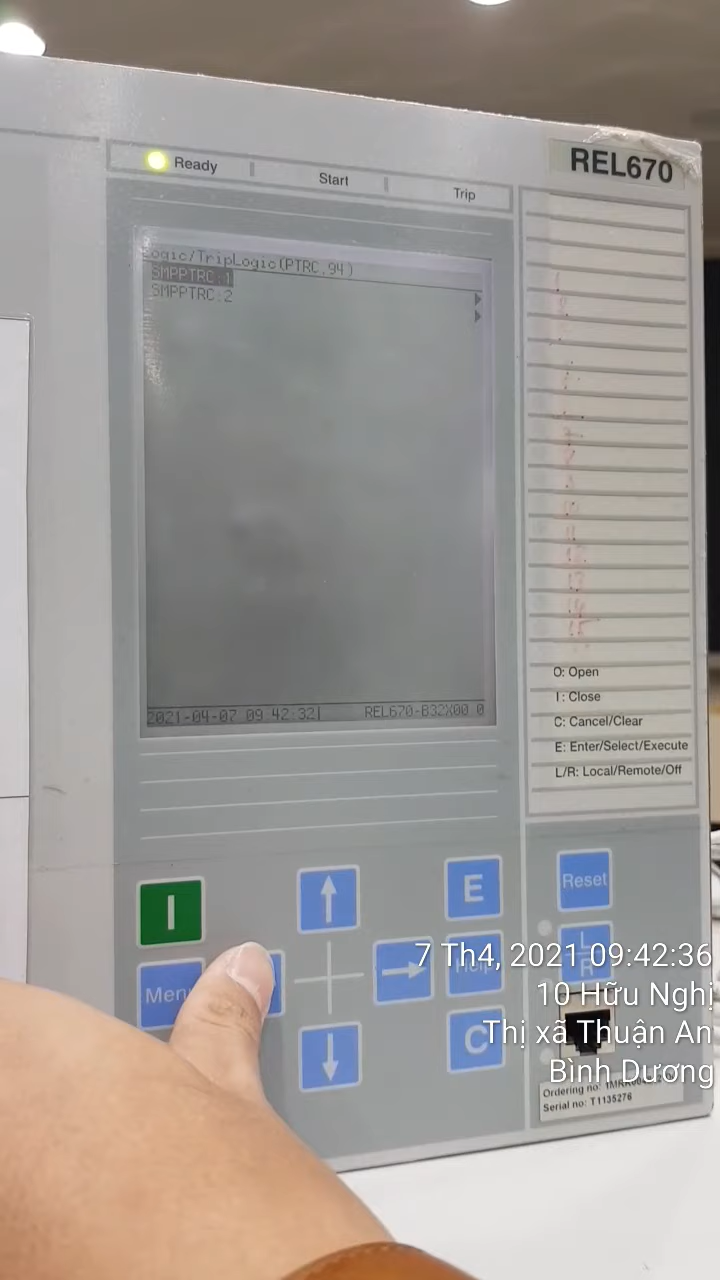 Ready
Start
Trip
REL670
Logic/TripLogic(PTRC,94)
SMPPTRC:1
SMPPTRC:2
2021-04-07 09:42:32
REL670-B32X00 0
O: Open
I: Close
C: Cancel/Clear
E: Enter/Select/Execute
L/R: Local/Remote/Off
I
E
Reset
L/R
Menu
Help
C
7 Th4, 2021 09:42:36
10 Hữu Nghị
Thị xã Thuận An
Bình Dương
Ordering no:
Serial no: T1135276